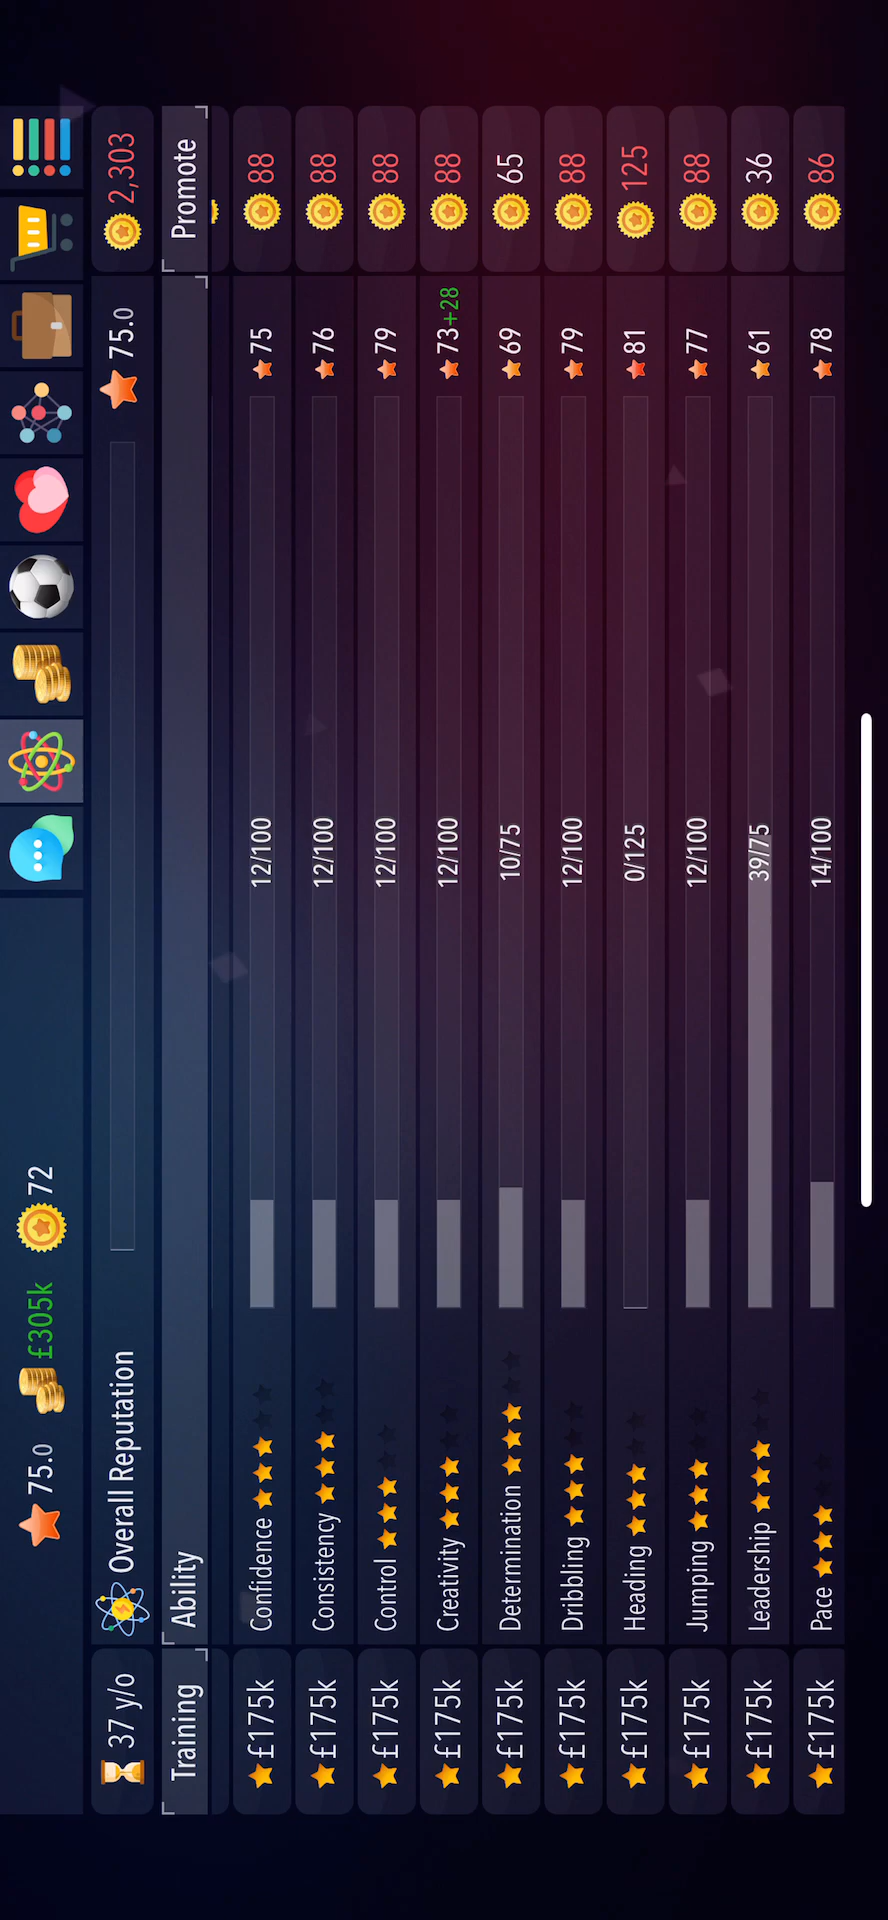 75.0 £305k 72
37 y/o Overall Reputation 75.0 2,303
Training Ability Promote
£175k Confidence 12/100 75 88
£175k Consistency 12/100 76 88
£175k Control 12/100 79 88
£175k Creativity 12/100 73+28 88
£175k Determination 10/75 69 65
£175k Dribbling 12/100 79 88
£175k Heading 0/125 81 125
£175k Jumping 12/100 77 88
£175k Leadership 39/75 61 36
£175k Pace 14/100 78 86